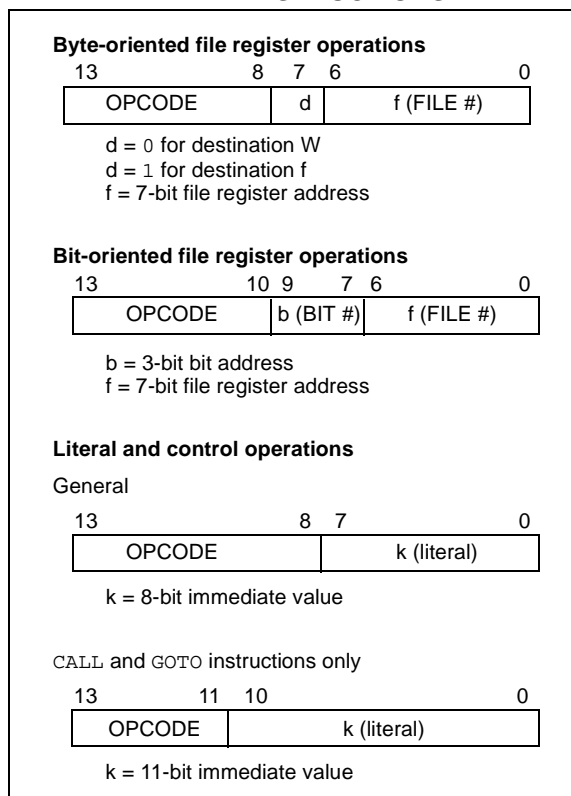 Byte-oriented file register operations
13 8 7 6 0
OPCODE d f (FILE #)
d = 0 for destination W
d = 1 for destination f
f = 7-bit file register address
Bit-oriented file register operations
13 10 9 7 6 0
OPCODE b (BIT #) f (FILE #)
b = 3-bit bit address
f = 7-bit file register address
Literal and control operations
General
13 8 7 0
OPCODE k (literal)
k = 8-bit immediate value
CALL and GOTO instructions only
13 11 10 0
OPCODE k (literal)
k = 11-bit immediate value